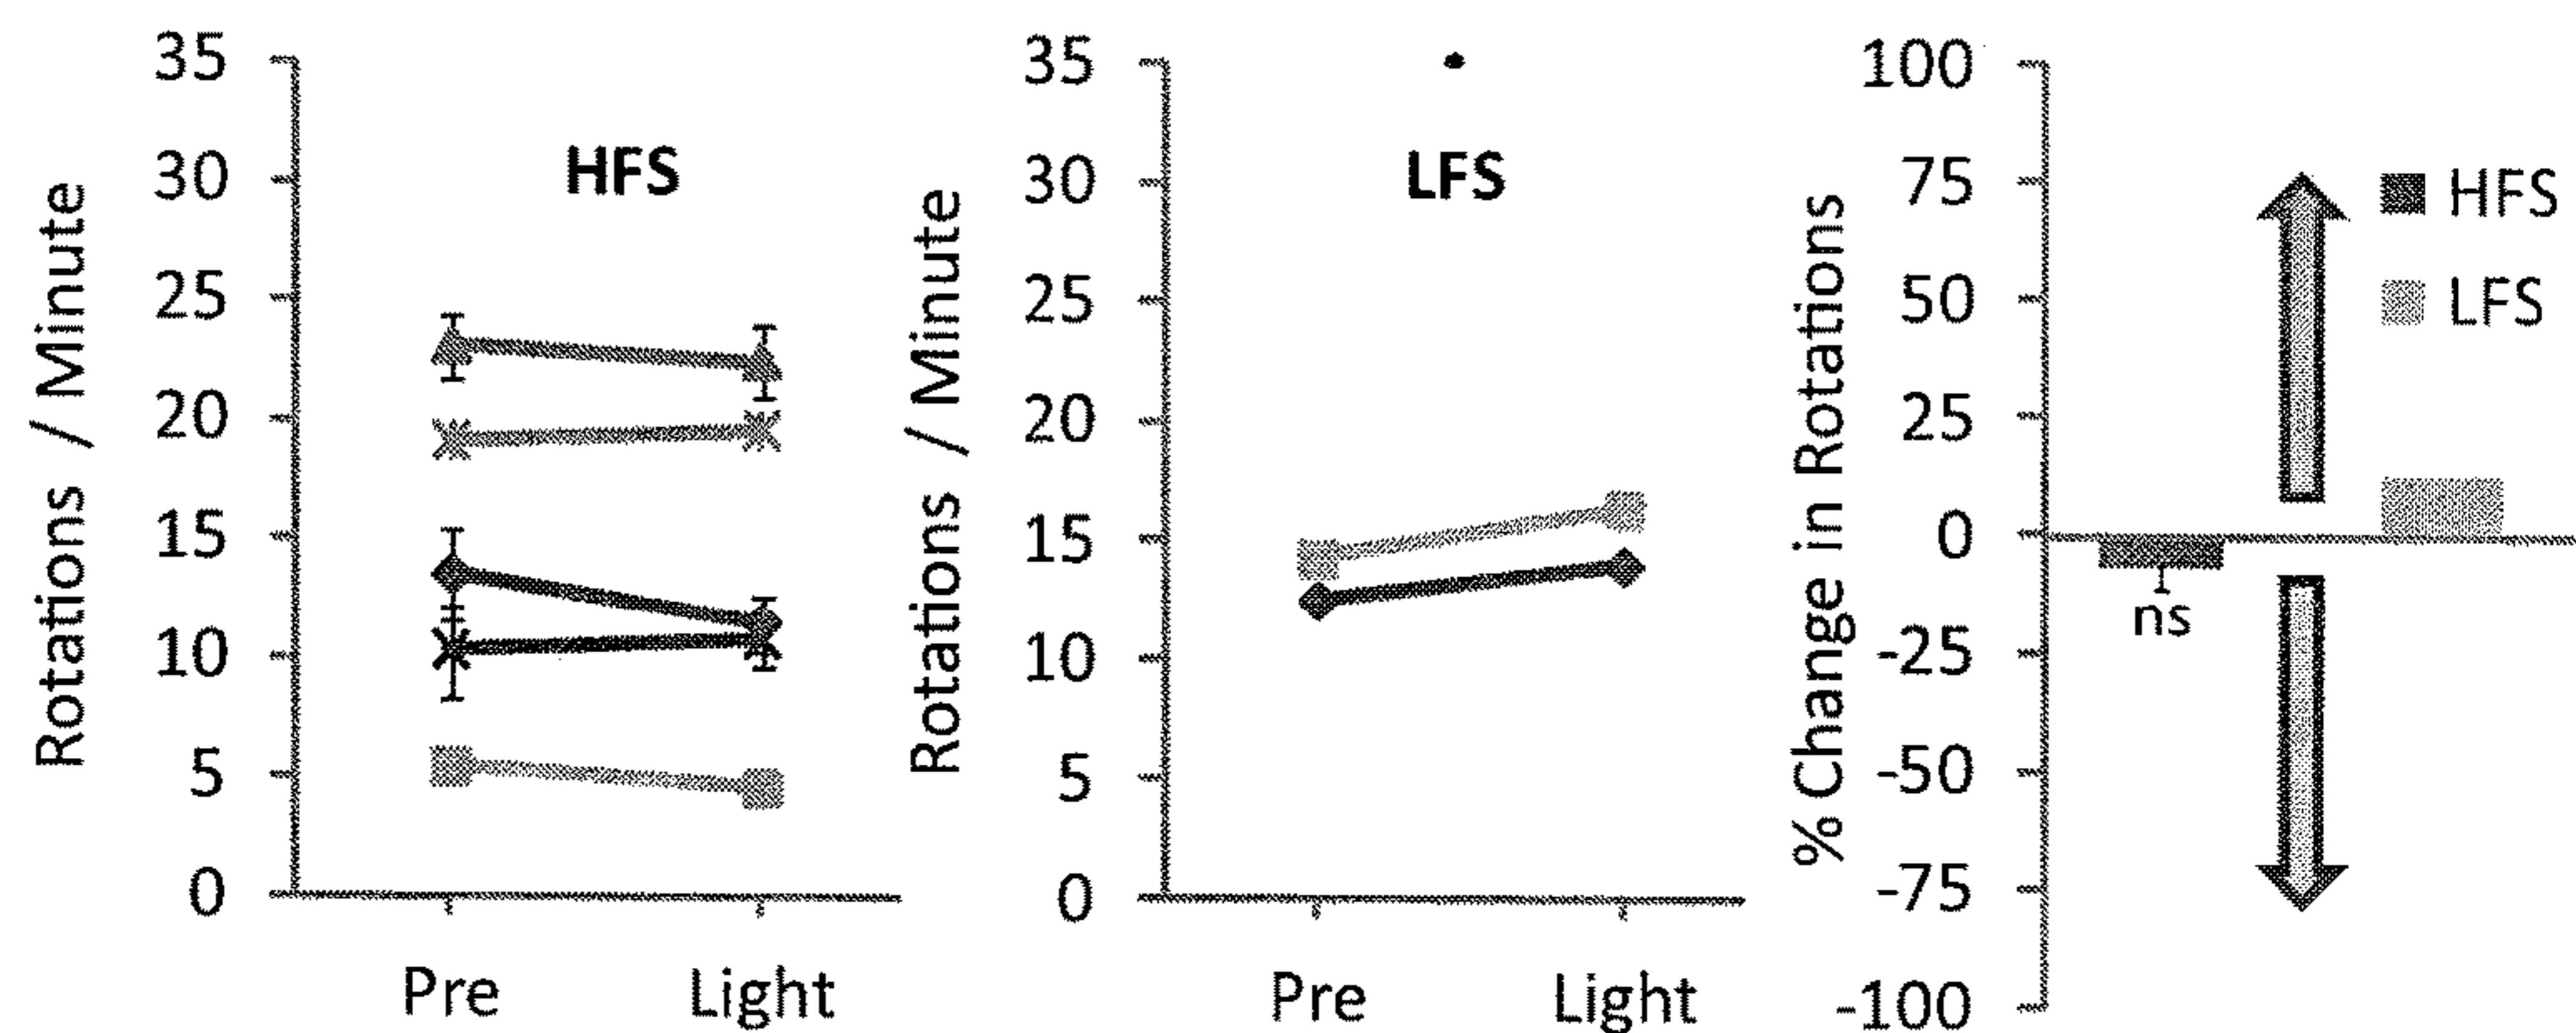 Rotations / Minute
35
30
25
20
15
10
5
0
HFS
Pre
Light
Rotations / Minute
35
30
25
20
15
10
5
0
LFS
Pre
Light
% Change in Rotations
100
75
50
25
0
-25
-50
-75
-100
ns
HFS
LFS